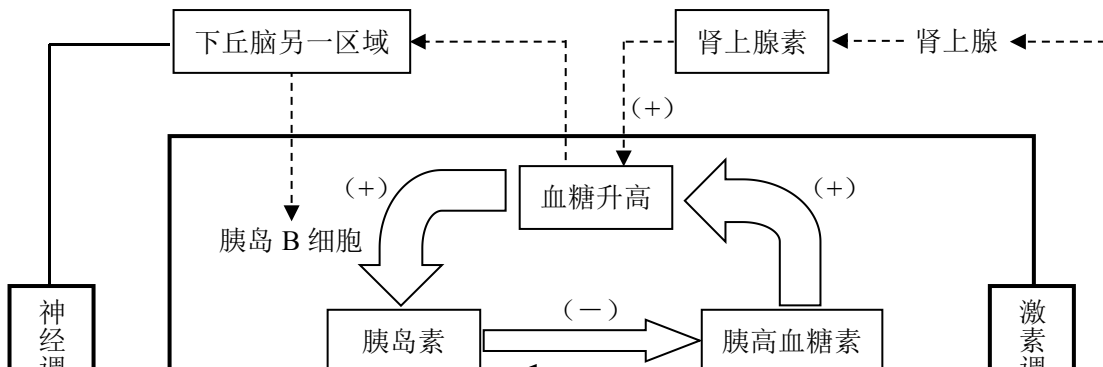 下丘脑另一区域
肾上腺素
肾上腺
（+）
（+）
血糖升高
（+）
胰岛 B 细胞
神经
（—）
激素
胰岛素
胰高血糖素